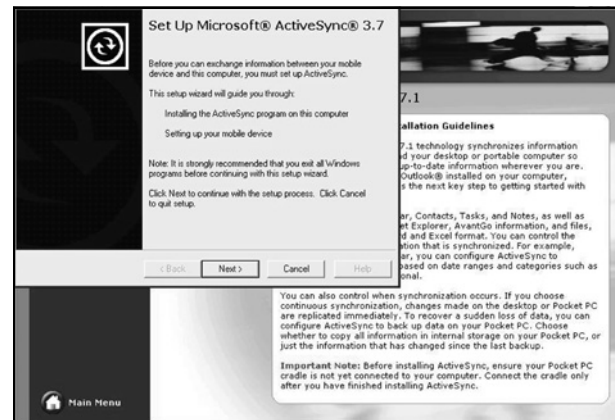 Set Up Microsoft® ActiveSync® 3.7
Before you can exchange information between your mobile
device and this computer, you must set up ActiveSync.
This setup wizard will guide you through:
Installing the ActiveSync program on this computer
Setting up your mobile device
Note: It is strongly recommended that you exit all Windows
programs before continuing with this setup wizard.
Click Next to continue with the setup process. Click Cancel
to quit setup.
< Back
Next >
Cancel
Help
7.1
allation Guidelines
7.1 technology synchronizes information
d your desktop or portable computer so
up-to-date information wherever you are.
Outlook® installed on your computer,
s the next key step to getting started with
ar, Contacts, Tasks, and Notes, as well as
et Explorer, AvantGo information, and files,
d and Excel format. You can control the
ation that is synchronized. For example,
ar, you can configure ActiveSync to
based on date ranges and categories such as
onal.
You can also control when synchronization occurs. If you choose
continuous synchronization, changes made on the desktop or Pocket PC
are replicated immediately. To recover a sudden loss of data, you can
configure ActiveSync to back up data on your Pocket PC. Choose
whether to copy all information in internal storage on your Pocket PC, or
just the information that has changed since the last backup.
Important Note: Before installing ActiveSync, ensure your Pocket PC
cradle is not yet connected to your computer. Connect the cradle only
after you have finished installing ActiveSync.
Main Menu